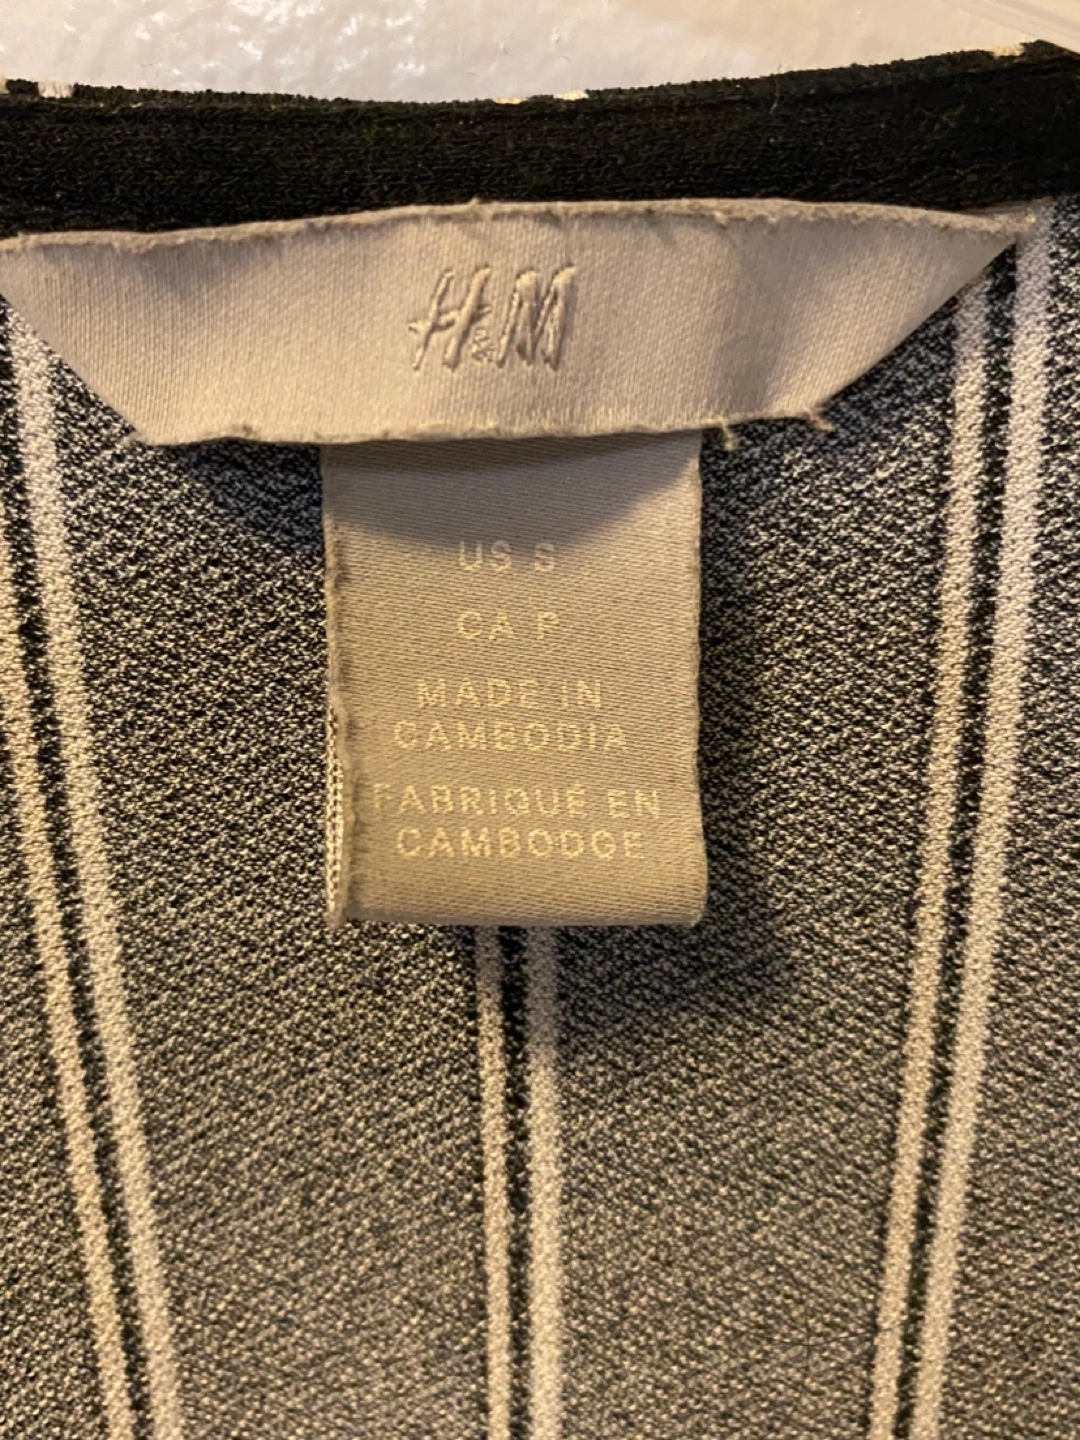 H&M
US S
CA P
MADE IN
CAMBODIA
FABRIQUÉ EN
CAMBODGE